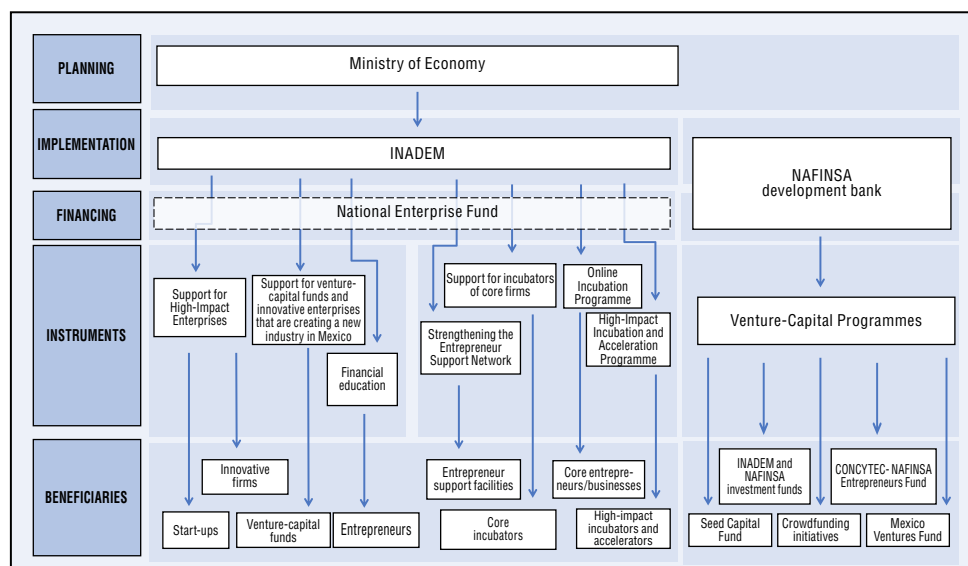 PLANNING
Ministry of Economy
IMPLEMENTATION
INADEM
NAFINSA
development bank
FINANCING
National Enterprise Fund
INSTRUMENTS
Support for
High-Impact
Enterprises
Support for venture-
capital funds and
innovative enterprises
that are creating a new
industry in Mexico
Financial
education
Strengthening the
Entrepreneur
Support Network
Support for incubators
of core firms
Online
Incubation
Programme
High-Impact
Incubation and
Acceleration
Programme
Venture-Capital Programmes
BENEFICIARIES
Innovative
firms
Start-ups
Venture-capital
funds
Entrepreneurs
Entrepreneur
support facilities
Core
incubators
Core entrepre-
neurs/businesses
High-impact
incubators and
accelerators
INADEM and
NAFINSA
investment funds
CONCYTEC- NAFINSA
Entrepreneurs Fund
Seed Capital
Fund
Crowdfunding
initiatives
Mexico
Ventures Fund